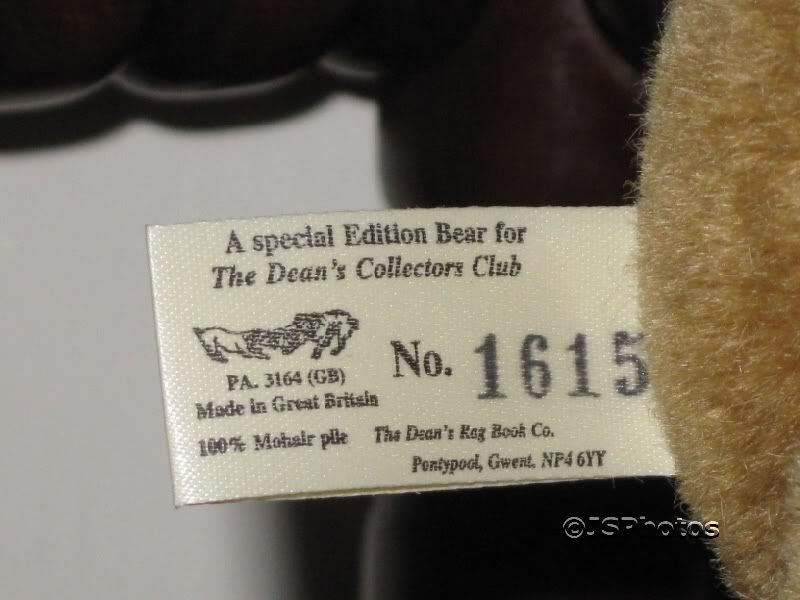 A special Edition Bear for
The Dean's Collectors Club
No. 1615
PA. 3164 (GB)
Made in Great Britain
100% Mohair pile
The Dean's Rag Book Co.
Pontypool, Gwent. NP4 6YY
©JSPhotos